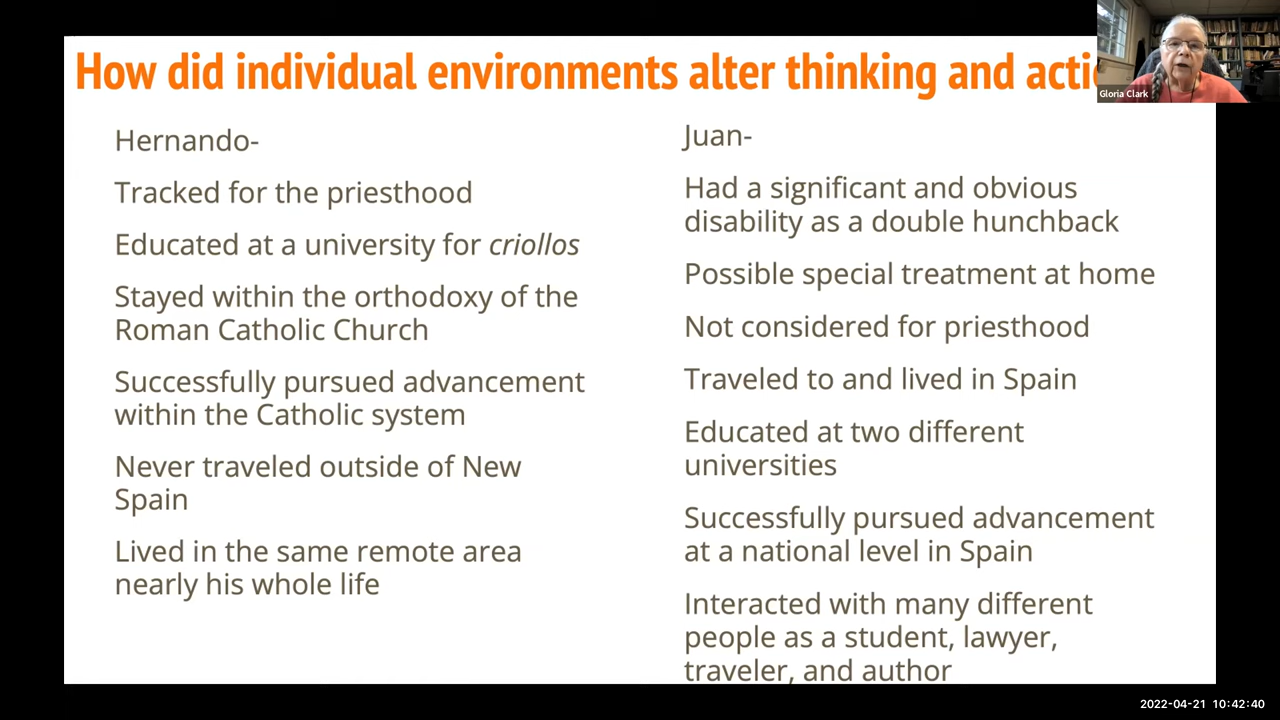 How did individual environments alter thinking and actic
Gloria Clark
Hernando-
Tracked for the priesthood
Educated at a university for criollos
Stayed within the orthodoxy of the
Roman Catholic Church
Successfully pursued advancement
within the Catholic system
Never traveled outside of New
Spain
Lived in the same remote area
nearly his whole life
Juan-
Had a significant and obvious
disability as a double hunchback
Possible special treatment at home
Not considered for priesthood
Traveled to and lived in Spain
Educated at two different
universities
Successfully pursued advancement
at a national level in Spain
Interacted with many different
people as a student, lawyer,
traveler, and author
2022-04-21 10:42:40